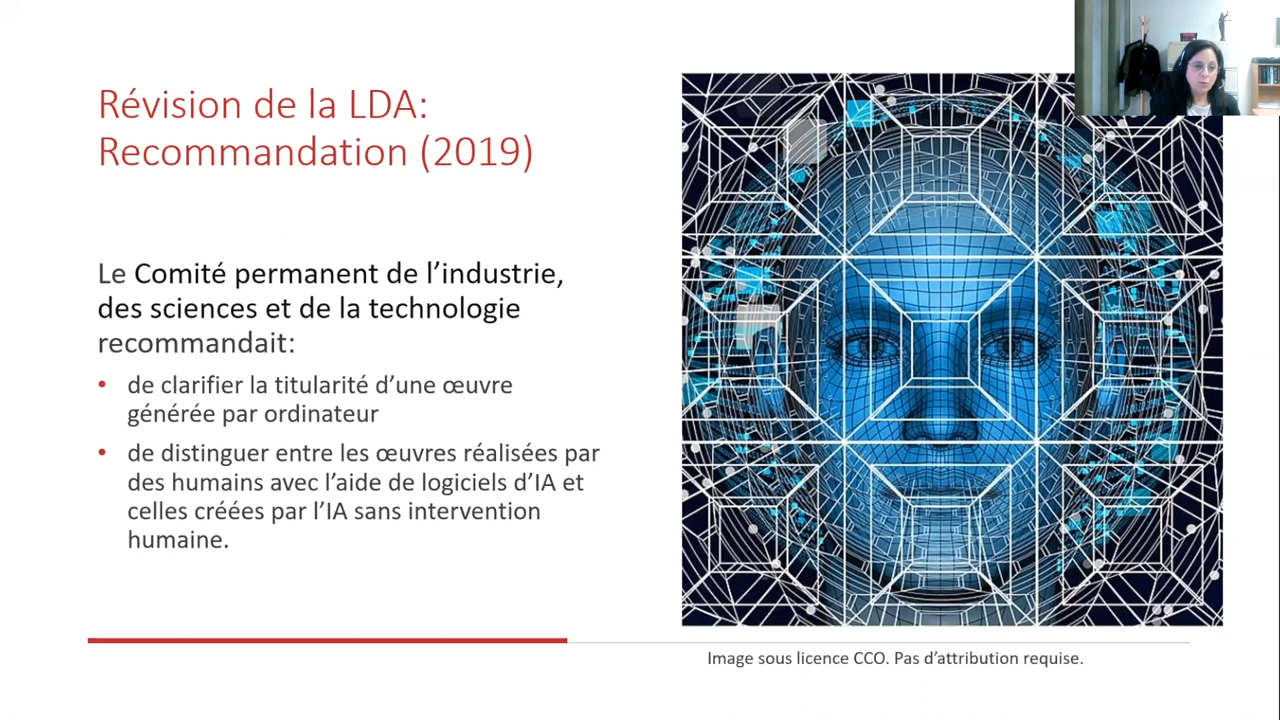 Révision de la LDA:
Recommandation (2019)
Le Comité permanent de l’industrie,
des sciences et de la technologie
recommandait:
• de clarifier la titularité d’une œuvre
générée par ordinateur
• de distinguer entre les œuvres réalisées par
des humains avec l’aide de logiciels d’IA et
celles créées par l’IA sans intervention
humaine.
Image sous licence CCO. Pas d’attribution requise.